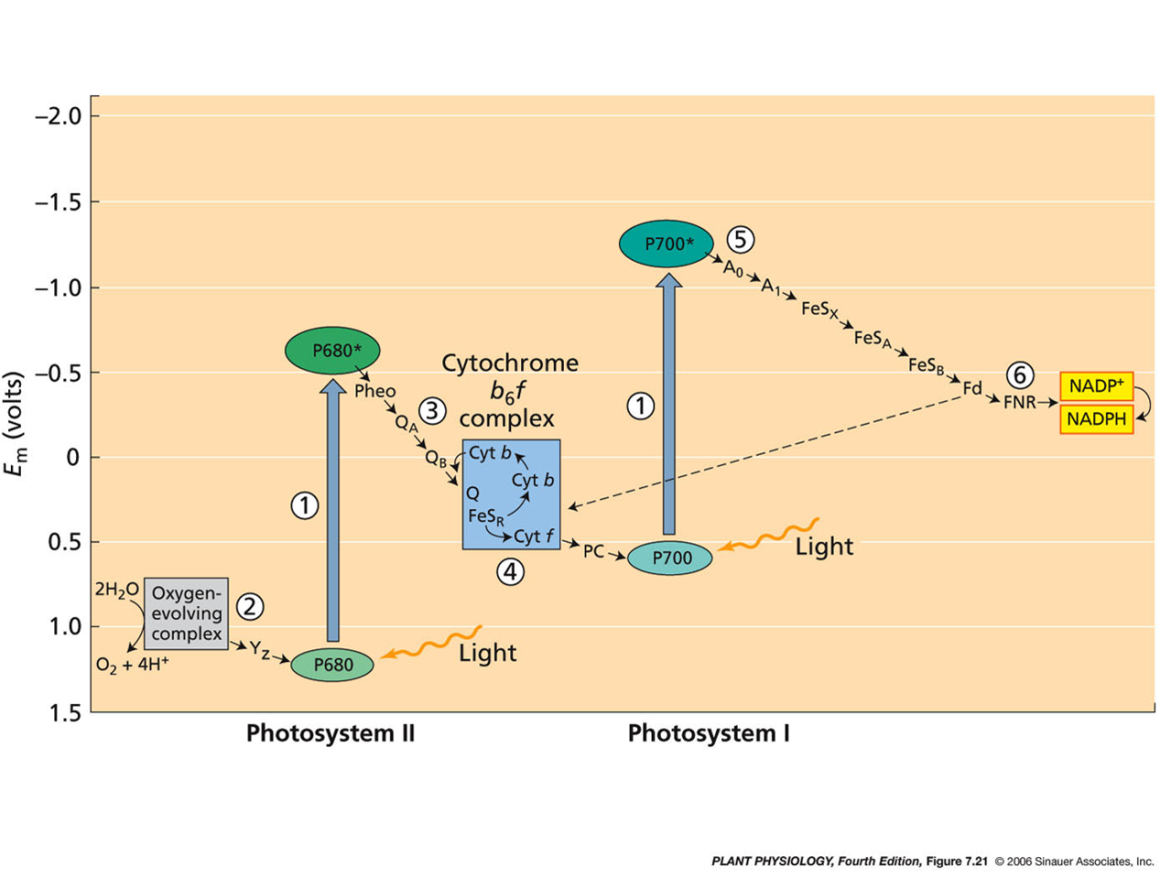 −2.0
−1.5
−1.0
−0.5
0
0.5
1.0
1.5
Em (volts)
P700*
5
A0
A1
FeSX
FeSA
FeSB
Fd
6
FNR
NADP+
NADPH
P680*
Pheo
3
QA
QB
Cytochrome
b6f
complex
Cyt b
Cyt b
Q
FeSR
Cyt f
4
PC
1
1
P700
Light
2H2O
Oxygen-
evolving
complex
2
O2 + 4H+
Yz
P680
Light
Photosystem II
Photosystem I
PLANT PHYSIOLOGY, Fourth Edition, Figure 7.21 © 2006 Sinauer Associates, Inc.